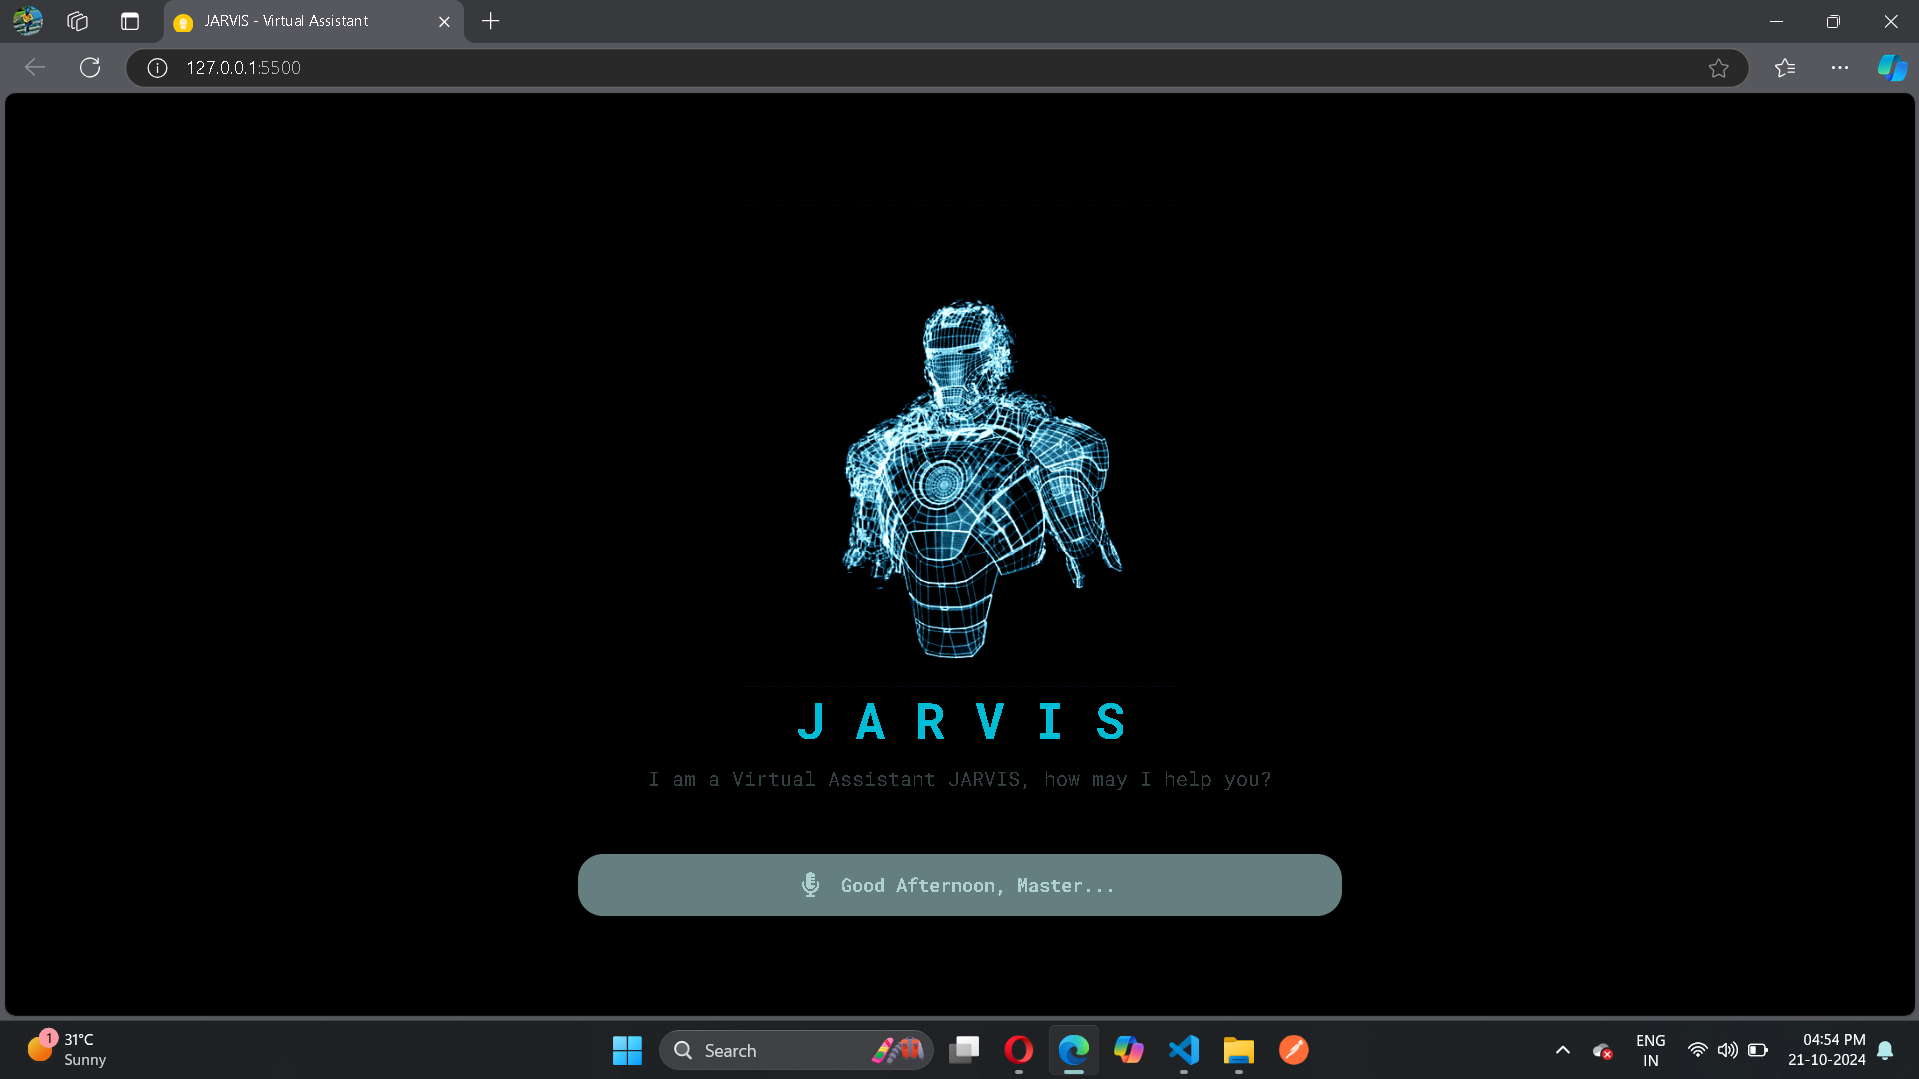 JARVIS - Virtual Assistant
127.0.0.1:5500
J A R V I S
I am a Virtual Assistant JARVIS, how may I help you?
Good Afternoon, Master...
1
31°C
Sunny
Search
ENG
IN
04:54 PM
21-10-2024